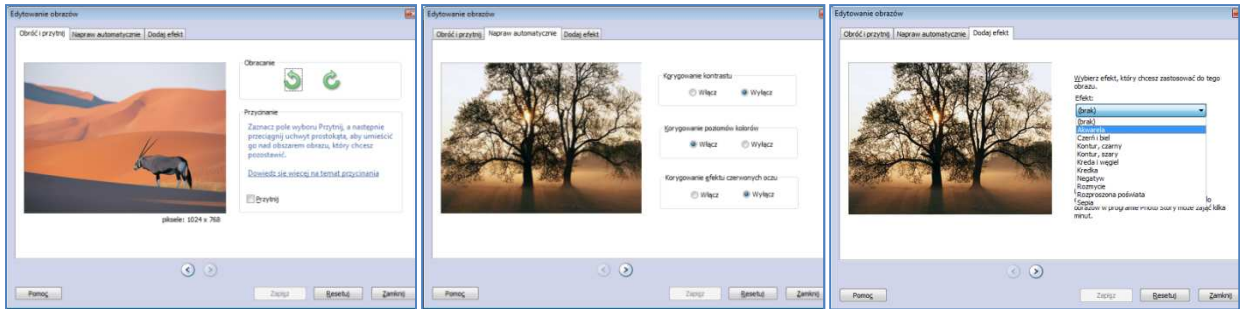 Edytowanie obrazów
Obróć i przytnij Napraw automatycznie Dodaj efekt
Obracanie
Przycinanie
Zaznacz pole wyboru Przytnij, a następnie
przeciągnij uchwyt prostokąta, aby umieścić
go nad obszarem obrazu, który chcesz
pozostawić.
Dowiedz się więcej na temat przycinania
Przytnij
piksele: 1024 x 768
Pomoc Zapisz Resetuj Zamknij
Edytowanie obrazów
Obróć i przytnij Napraw automatycznie Dodaj efekt
Korygowanie kontrastu
Włącz Wyłącz
Korygowanie poziomów kolorów
Włącz Wyłącz
Korygowanie efektu czerwonych oczu
Włącz Wyłącz
Pomoc Zapisz Resetuj Zamknij
Edytowanie obrazów
Obróć i przytnij Napraw automatycznie Dodaj efekt
Wybierz efekt, który chcesz zastosować do tego
obrazu.
Efekt:
(brak)
(brak)
Akwarela
Czerń i biel
Kontur, czarny
Kontur, szary
Kreda i węgiel
Kredka
Negatyw
Rozmycie
Rozproszona poświata
Sepia
obrazów w programie Photo Story może zająć kilka
minut.
Pomoc Zapisz Resetuj Zamknij